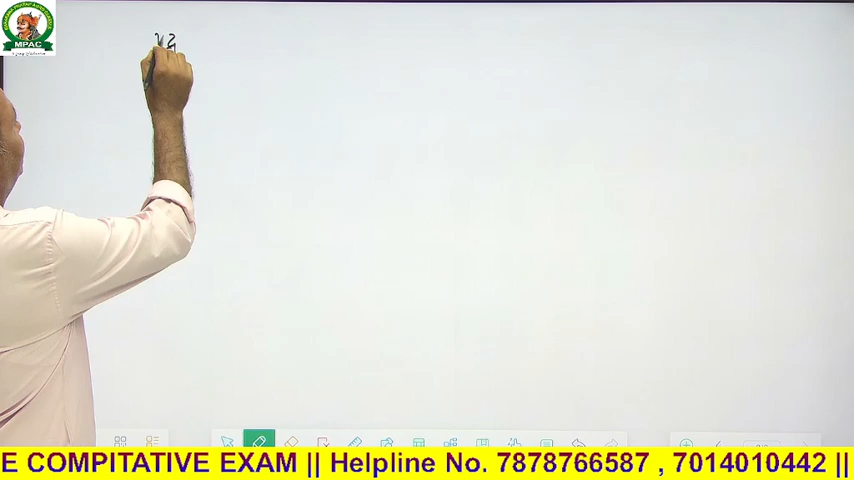 MPAC
E COMPITATIVE EXAM || Helpline No. 7878766587 , 7014010442 ||